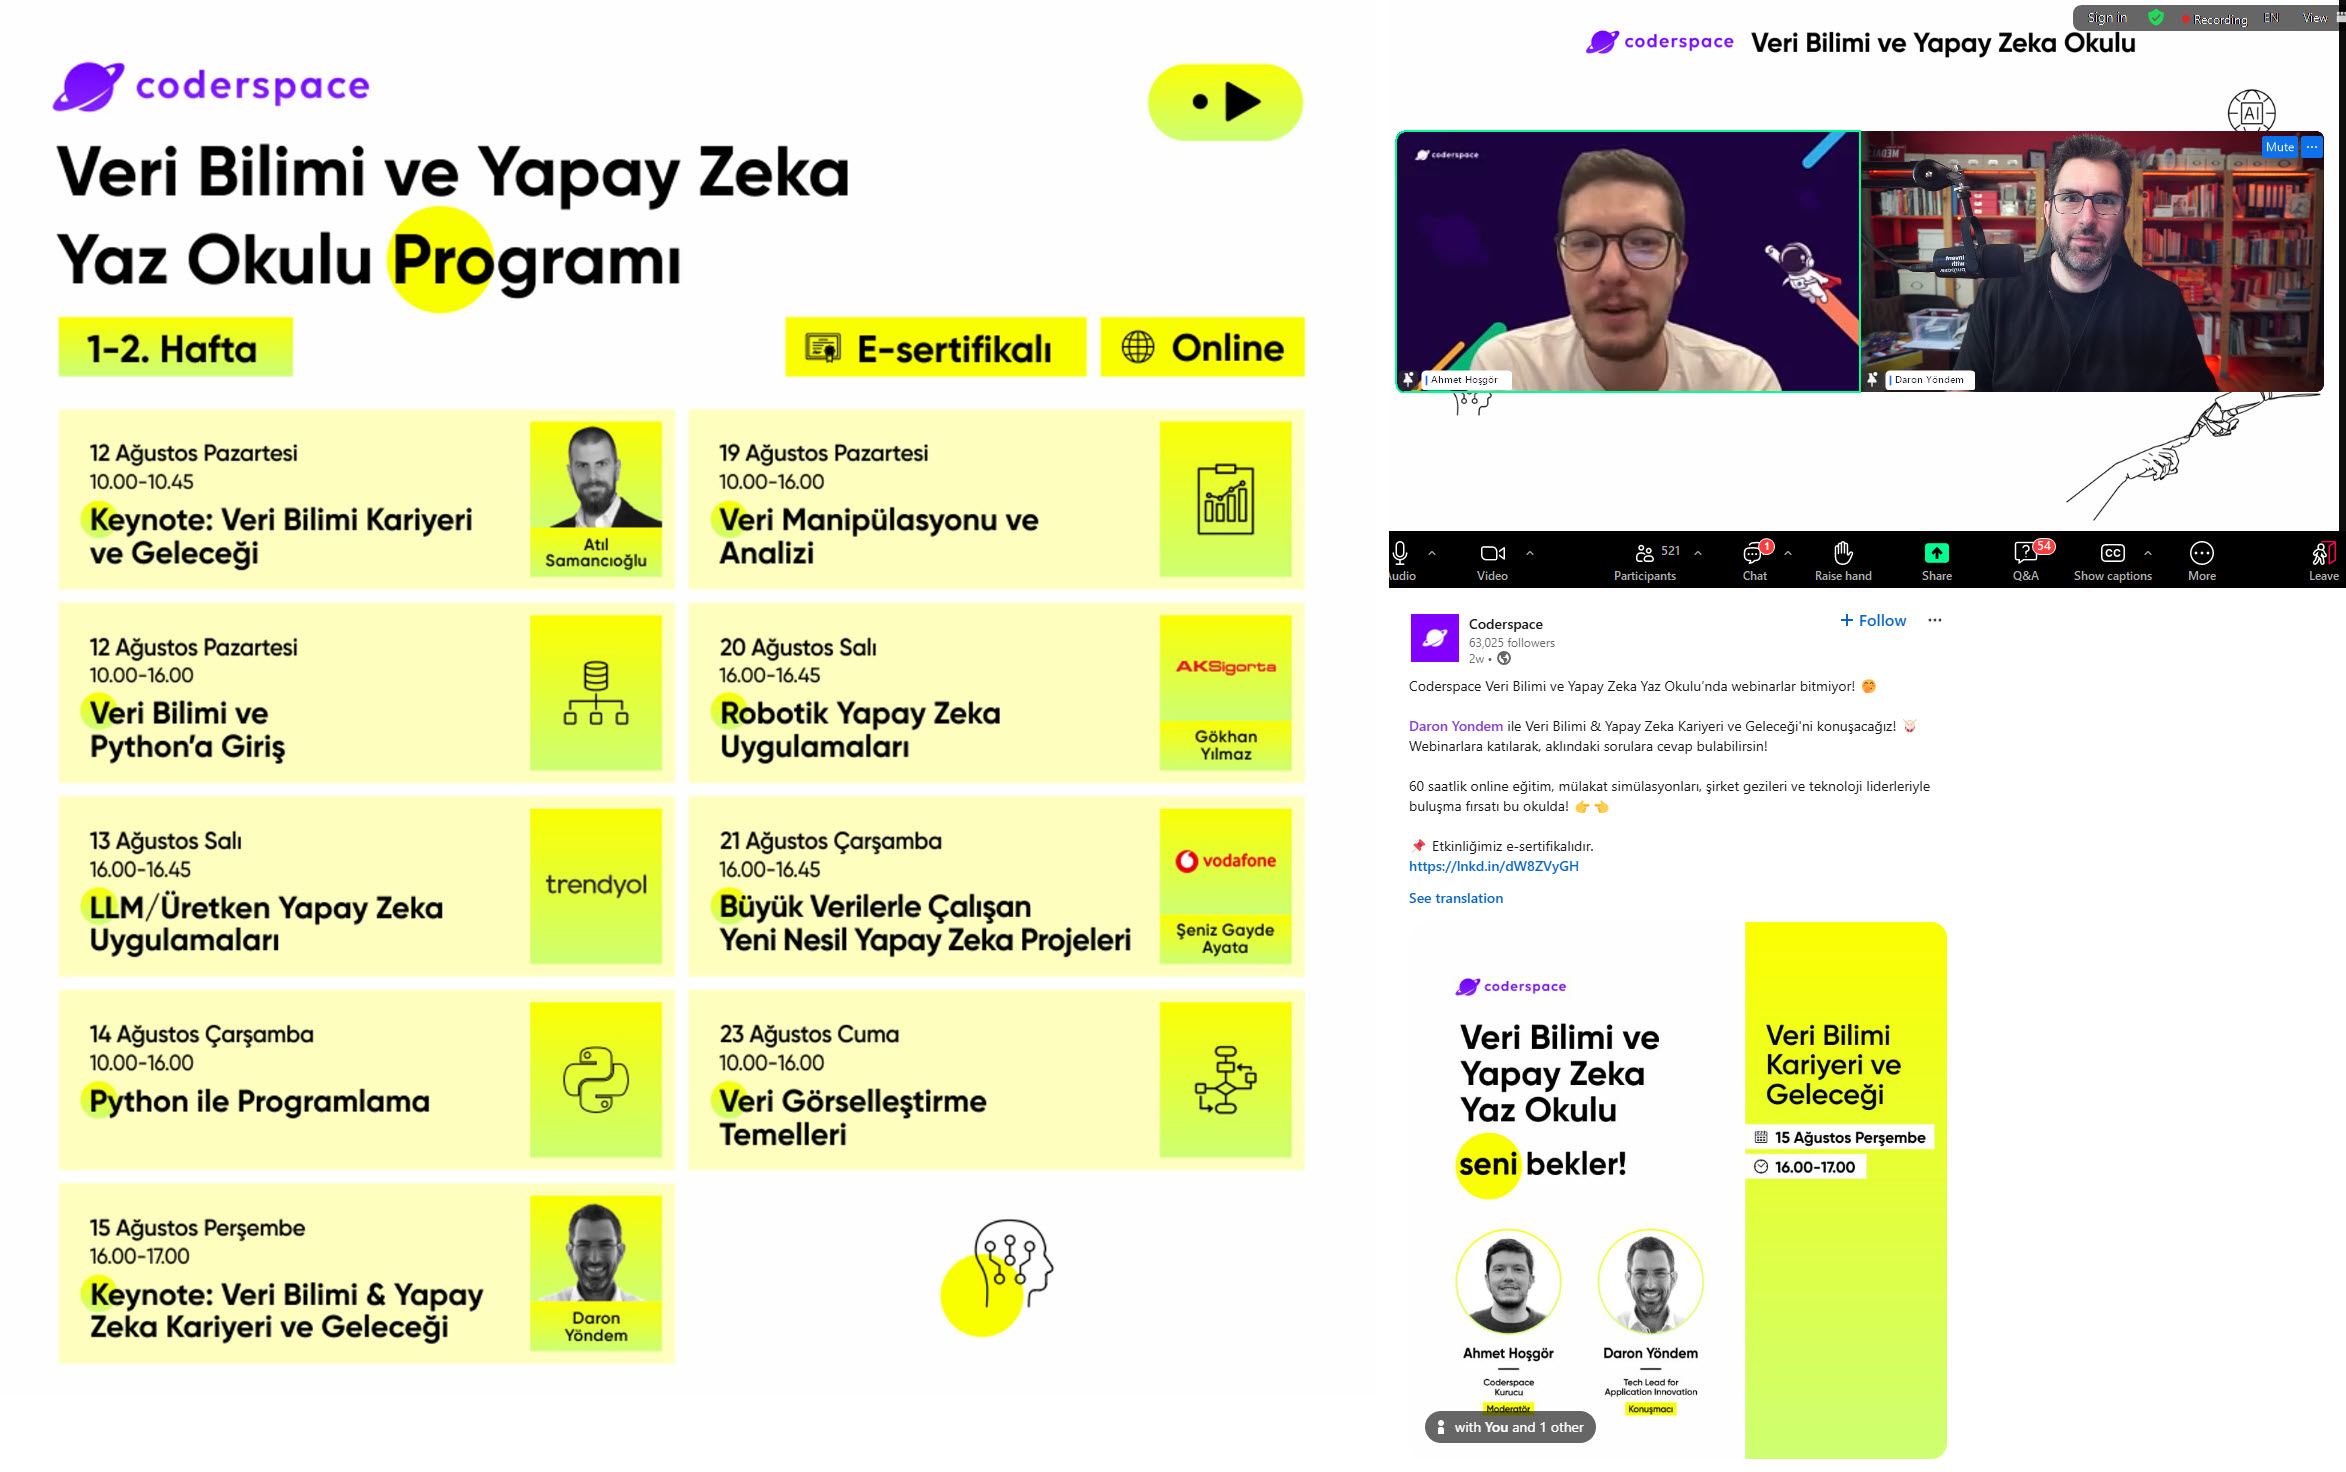 coderspace
Veri Bilimi ve Yapay Zeka
Yaz Okulu Programı
1-2. Hafta
E-sertifikalı
Online
12 Ağustos Pazartesi
10.00-10.45
Keynote: Veri Bilimi Kariyeri
ve Geleceği
Atıl
Samancıoğlu
19 Ağustos Pazartesi
10.00-16.00
Veri Manipülasyonu ve
Analizi
12 Ağustos Pazartesi
10.00-16.00
Veri Bilimi ve
Python'a Giriş
20 Ağustos Salı
16.00-16.45
Robotik Yapay Zeka
Uygulamaları
AKSigorta
Gökhan
Yılmaz
13 Ağustos Salı
16.00-16.45
LLM/Üretken Yapay Zeka
Uygulamaları
trendyol
21 Ağustos Çarşamba
16.00-16.45
Büyük Verilerle Çalışan
Yeni Nesil Yapay Zeka Projeleri
vodafone
Şeniz Gayde
Ayata
14 Ağustos Çarşamba
10.00-16.00
Python ile Programlama
23 Ağustos Cuma
10.00-16.00
Veri Görselleştirme
Temelleri
15 Ağustos Perşembe
16.00-17.00
Keynote: Veri Bilimi & Yapay
Zeka Kariyeri ve Geleceği
Daron
Yöndem
Sign in Recording EN View
coderspace Veri Bilimi ve Yapay Zeka Okulu
AI
coderspace
Mute ...
Ahmet Hoşgör
Daron Yöndem
Audio
Video
Participants 521
Chat 1
Raise hand
Share
Q&A 54
CC Show captions
More
Leave
Coderspace
63,025 followers
2w •
+ Follow ...
Coderspace Veri Bilimi ve Yapay Zeka Yaz Okulu'nda webinarlar bitmiyor! 🤭
Daron Yondem ile Veri Bilimi & Yapay Zeka Kariyeri ve Geleceği'ni konuşacağız!
Webinarlara katılarak, aklındaki sorulara cevap bulabilirsin!
60 saatlik online eğitim, mülakat simülasyonları, şirket gezileri ve teknoloji liderleriyle
buluşma fırsatı bu okulda! 👉 👈
📌 Etkinliğimiz e-sertifikalıdır.
https://lnkd.in/dW8ZVyGH
See translation
coderspace
Veri Bilimi ve
Yapay Zeka
Yaz Okulu
seni bekler!
Veri Bilimi
Kariyeri ve
Geleceği
15 Ağustos Perşembe
16.00-17.00
Ahmet Hoşgör
Coderspace
Kurucu
Moderatör
Daron Yöndem
Tech Lead for
Application Innovation
Konuşmacı
with You and 1 other